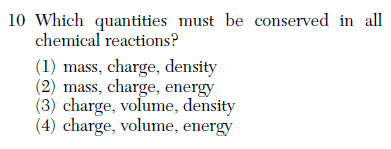 10 Which quantities must be conserved in all
chemical reactions?
(1) mass, charge, density
(2) mass, charge, energy
(3) charge, volume, density
(4) charge, volume, energy